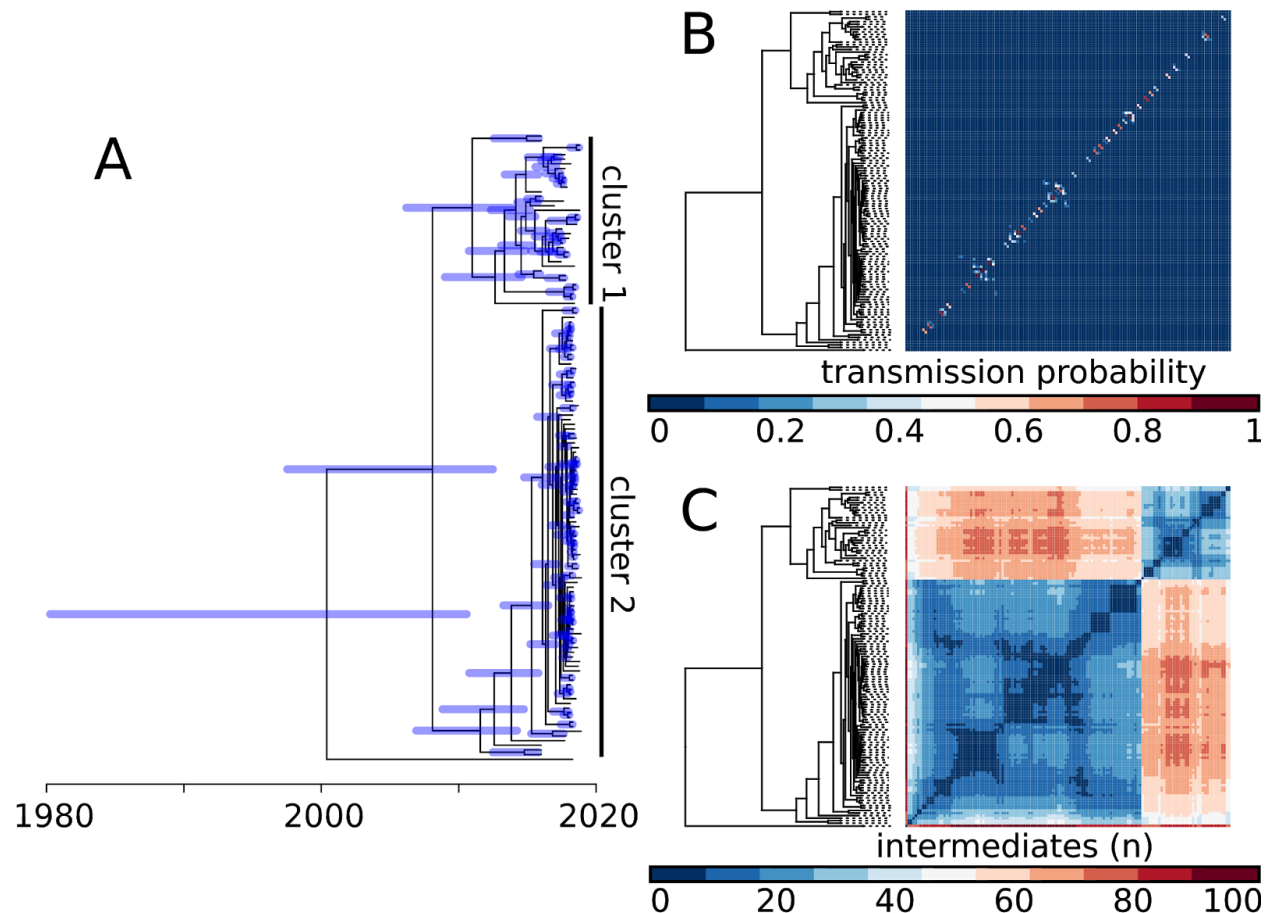 A
cluster 1
cluster 2
1980 2000 2020
B
transmission probability
0 0.2 0.4 0.6 0.8 1
C
intermediates (n)
0 20 40 60 80 100